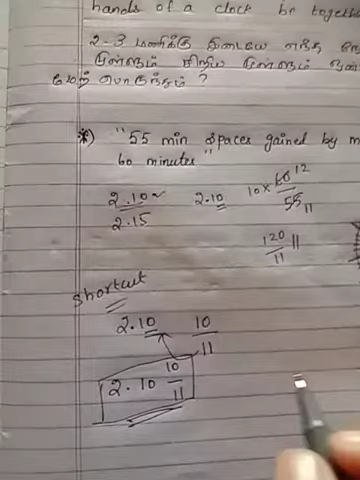 hands of a clock be together
2-3 மணிக்கு இடையே எந்த
முள்ளும் சிறிய முள்ளும்
பொருந்தும் ?
*) "55 min spaces gained by m
60 minutes"
2.10 2.10 10 × 60 12
55 11
2.15
120
11
shortcut
2.10 10
11
2.10 10
11